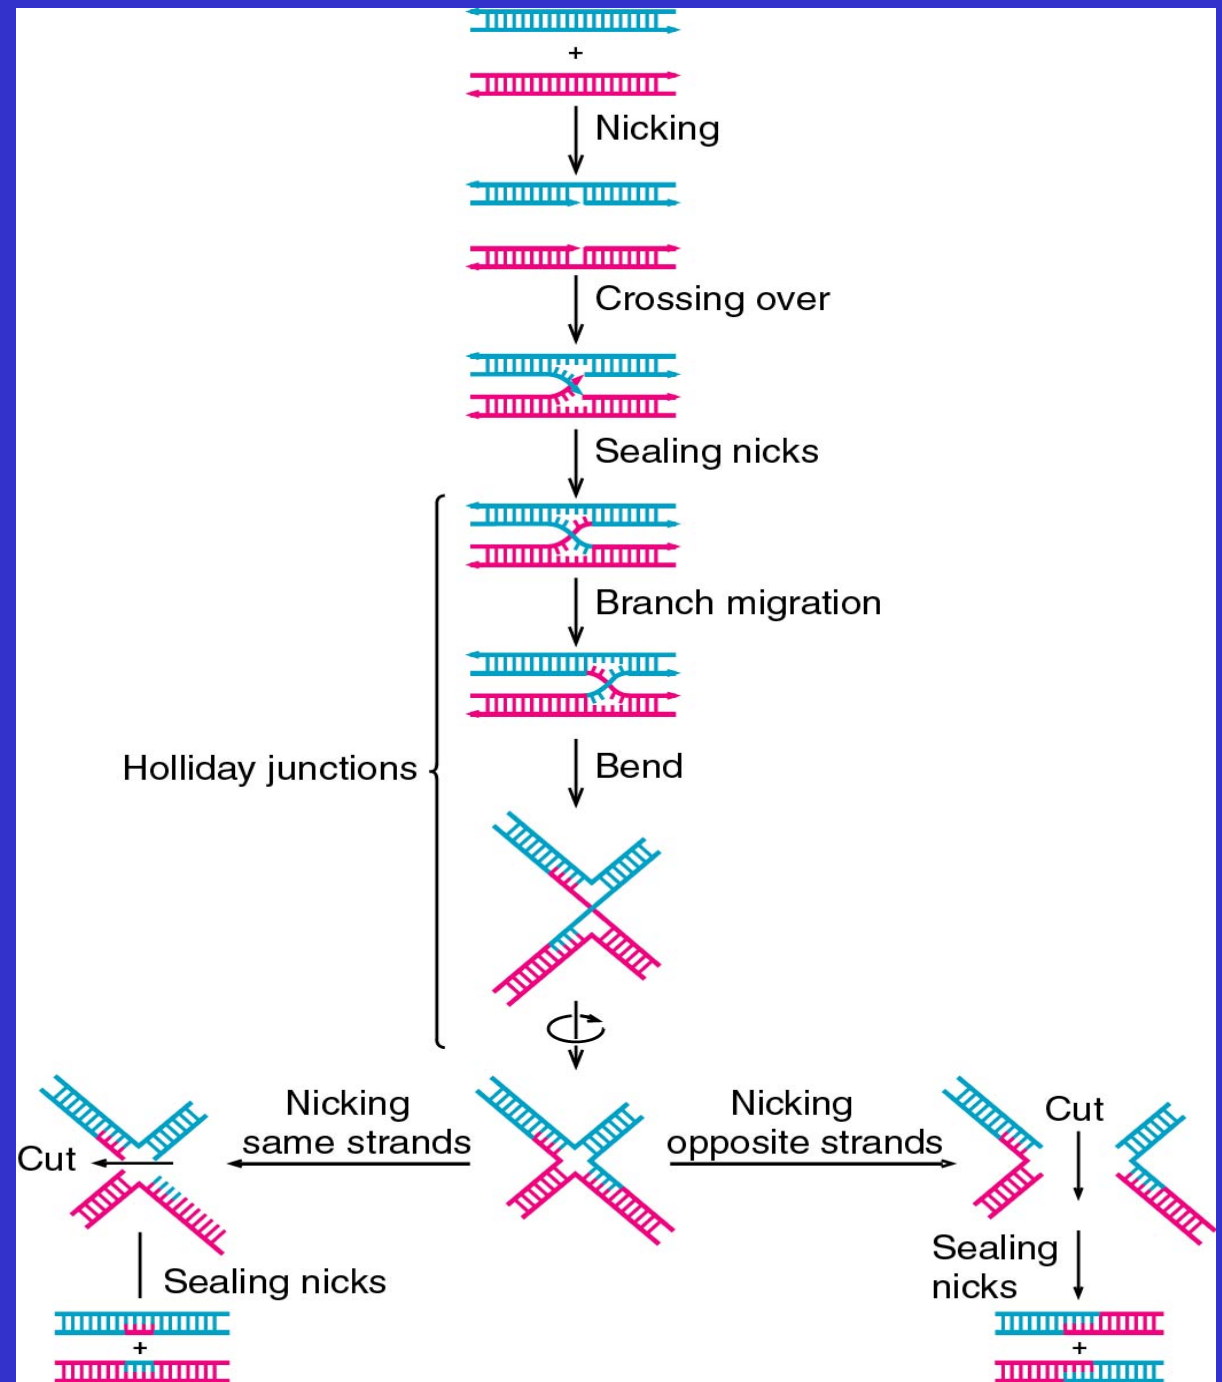 +
Nicking
Crossing over
Sealing nicks
Branch migration
Holliday junctions
Bend
Nicking
same strands
Nicking
opposite strands
Cut
Cut
Sealing nicks
Sealing
nicks
+
+